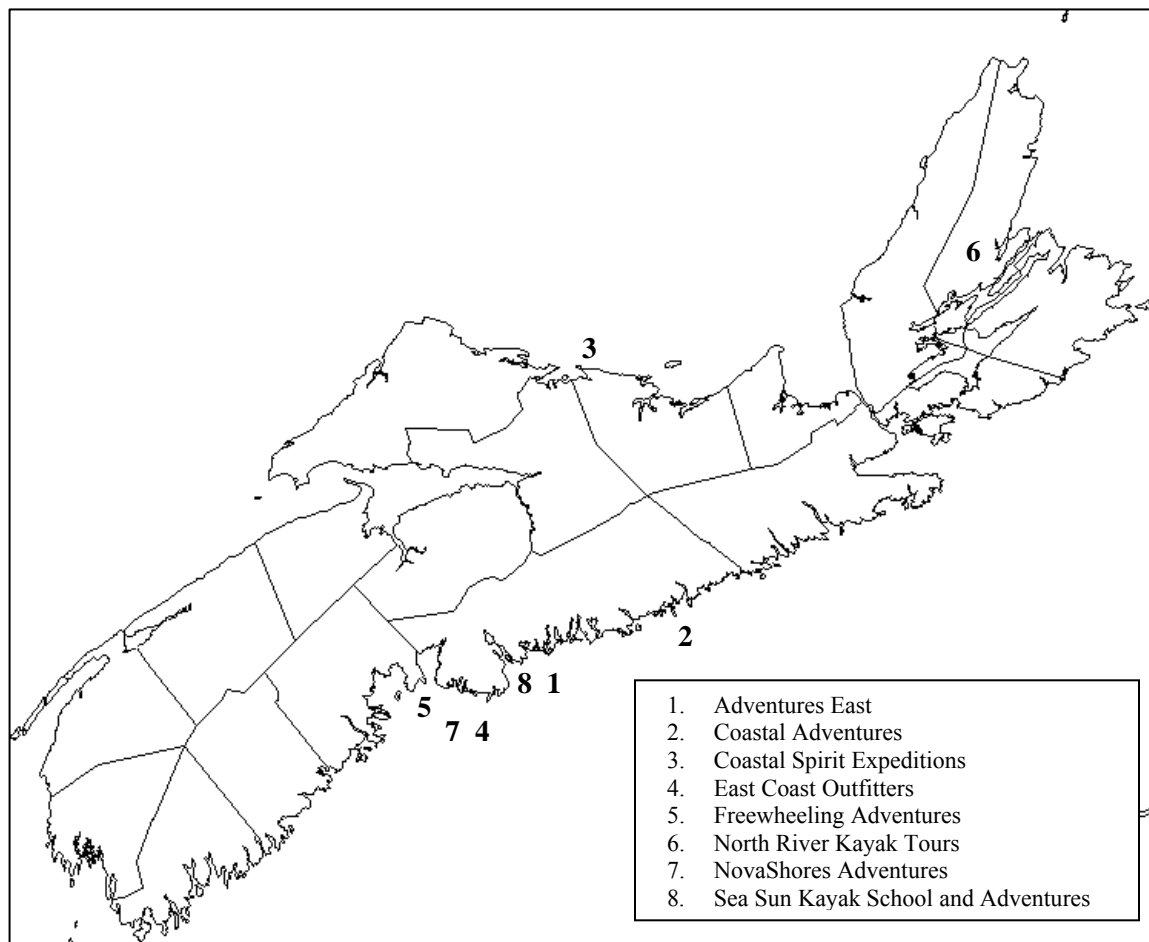 6
3
2
8 1
5
7 4
1. Adventures East
2. Coastal Adventures
3. Coastal Spirit Expeditions
4. East Coast Outfitters
5. Freewheeling Adventures
6. North River Kayak Tours
7. NovaShores Adventures
8. Sea Sun Kayak School and Adventures